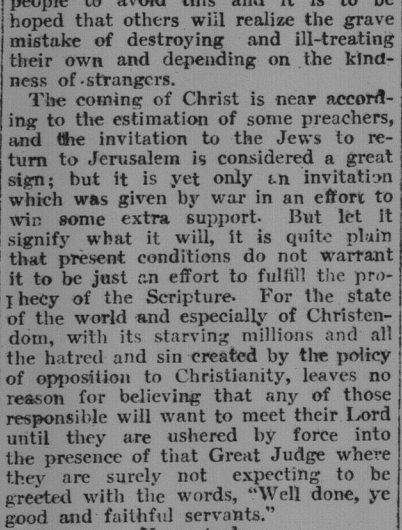 people to avoid this and it is to be
hoped that others will realize the grave
mistake of destroying and ill-treating
their own and depending on the kind-
ness of strangers.
The coming of Christ is near accord-
ing to the estimation of some preachers,
and the invitation to the Jews to re-
turn to Jerusalem is considered a great
sign; but it is yet only an invitation
which was given by war in an effort to
win some extra support. But let it
signify what it will, it is quite plain
that present conditions do not warrant
it to be just an effort to fulfill the pro-
phecy of the Scripture. For the state
of the world and especially of Christen-
dom, with its starving millions and all
the hatred and sin created by the policy
of opposition to Christianity, leaves no
reason for believing that any of those
responsible will want to meet their Lord
until they are ushered by force into
the presence of that Great Judge where
they are surely not expecting to be
greeted with the words, "Well done, ye
good and faithful servants."